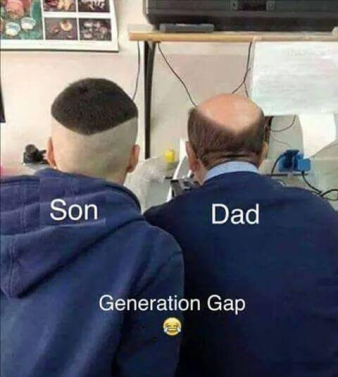 Son
Dad
Generation Gap
😂